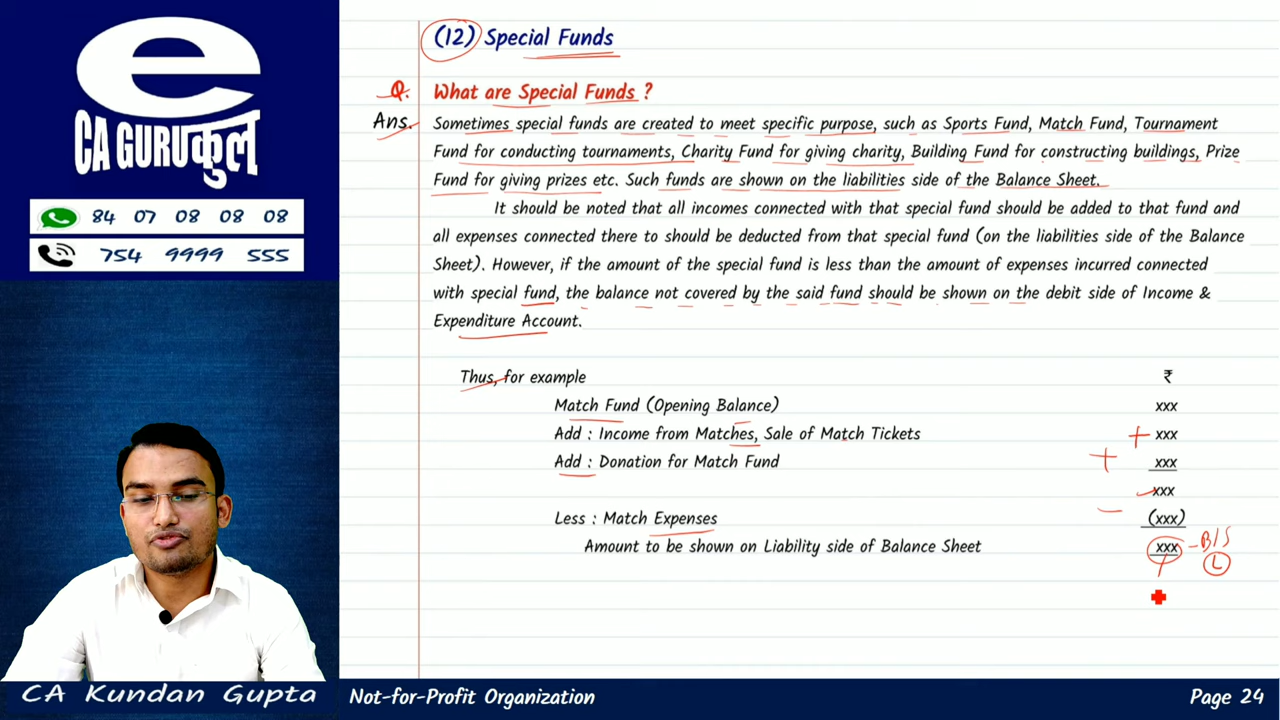 e
CA GURUकुल
84 07 08 08 08
754 9999 555
(12) Special Funds
Q. What are Special Funds ?
Ans. Sometimes special funds are created to meet specific purpose, such as Sports Fund, Match Fund, Tournament
Fund for conducting tournaments, Charity Fund for giving charity, Building Fund for constructing buildings, Prize
Fund for giving prizes etc. Such funds are shown on the liabilities side of the Balance Sheet.
It should be noted that all incomes connected with that special fund should be added to that fund and
all expenses connected there to should be deducted from that special fund (on the liabilities side of the Balance
Sheet). However, if the amount of the special fund is less than the amount of expenses incurred connected
with special fund, the balance not covered by the said fund should be shown on the debit side of Income &
Expenditure Account.
Thus, for example ₹
Match Fund (Opening Balance) xxx
Add : Income from Matches, Sale of Match Tickets + xxx
Add : Donation for Match Fund + xxx
xxx
Less : Match Expenses - (xxx)
Amount to be shown on Liability side of Balance Sheet xxx - B/S
L
CA Kundan Gupta
Not-for-Profit Organization
Page 24